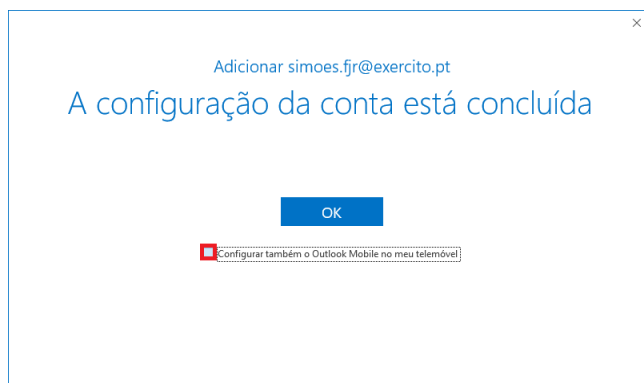 Adicionar simoes.fjr@exercito.pt
A configuração da conta está concluída
OK
Configurar também o Outlook Mobile no meu telemóvel